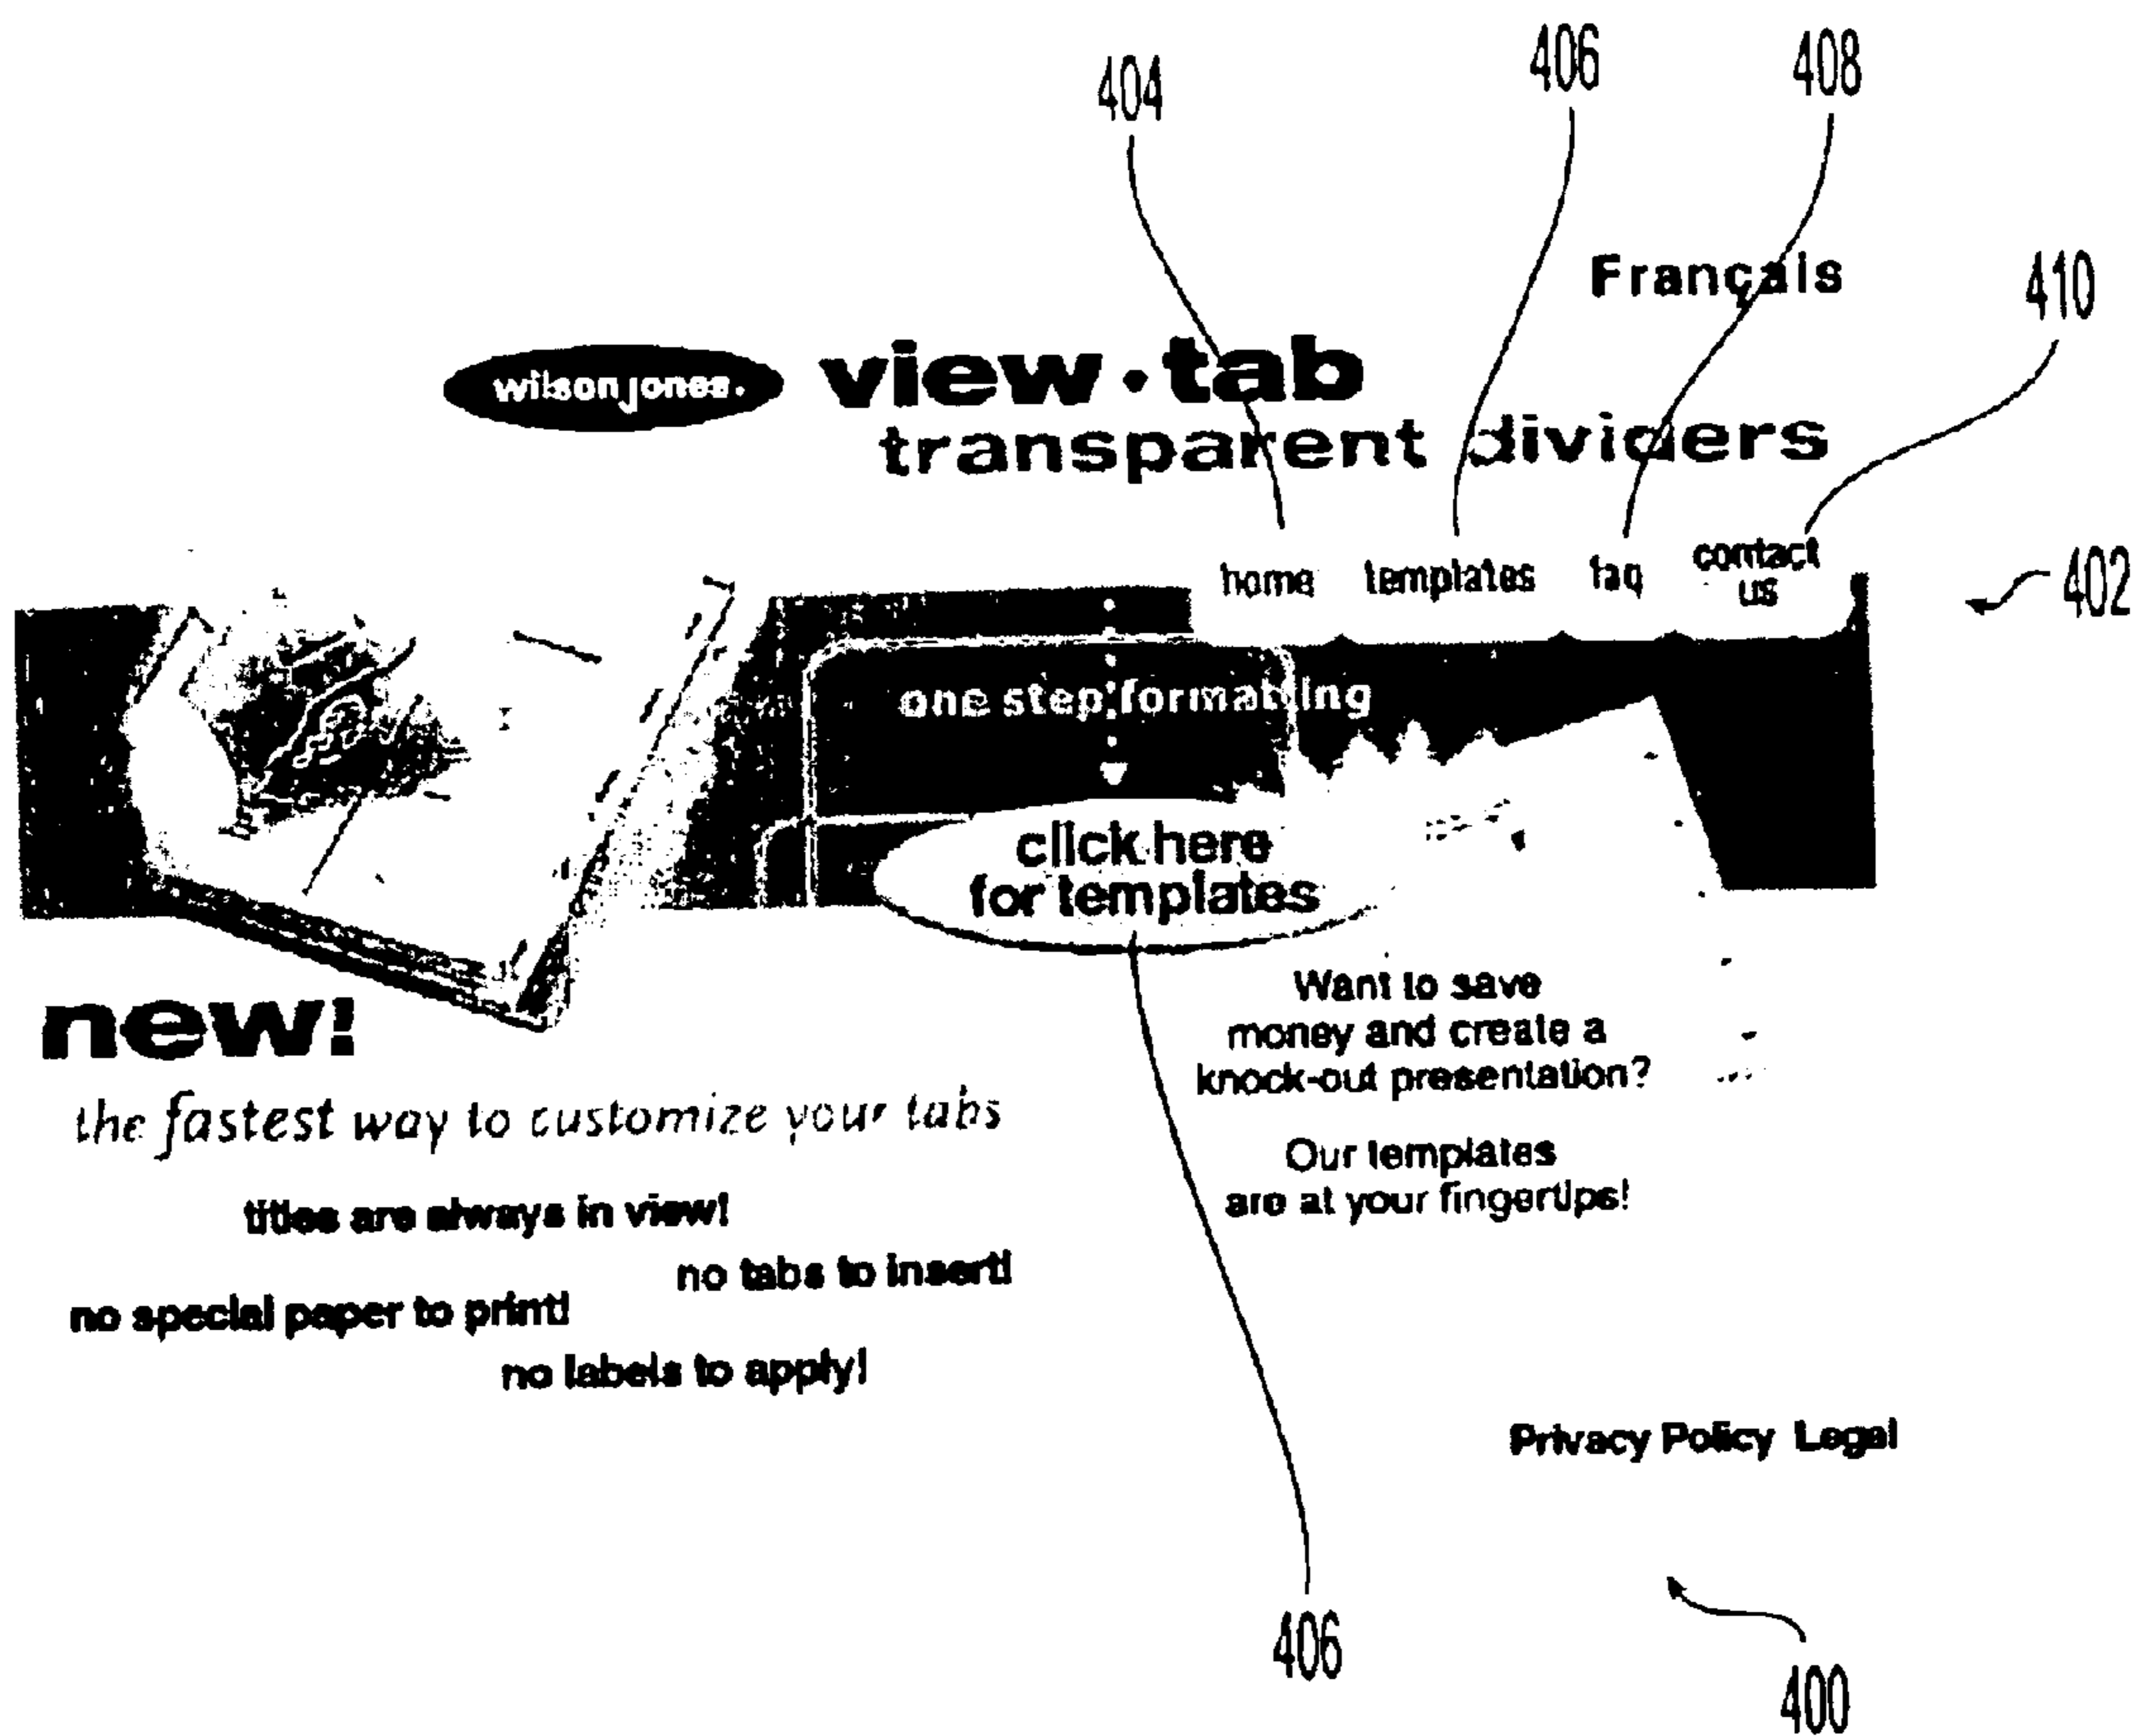 404
406
408
Français
410
wilsonjones.
view•tab
transparent dividers
home templates faq contact us
402
one step formatting
click here
for templates
new!
Want to save
money and create a
knock-out presentation?
the fastest way to customize your tabs
Our templates
are at your fingertips!
titles are always in view!
no tabs to insert!
no special paper to print!
no labels to apply!
Privacy Policy Legal
406
400